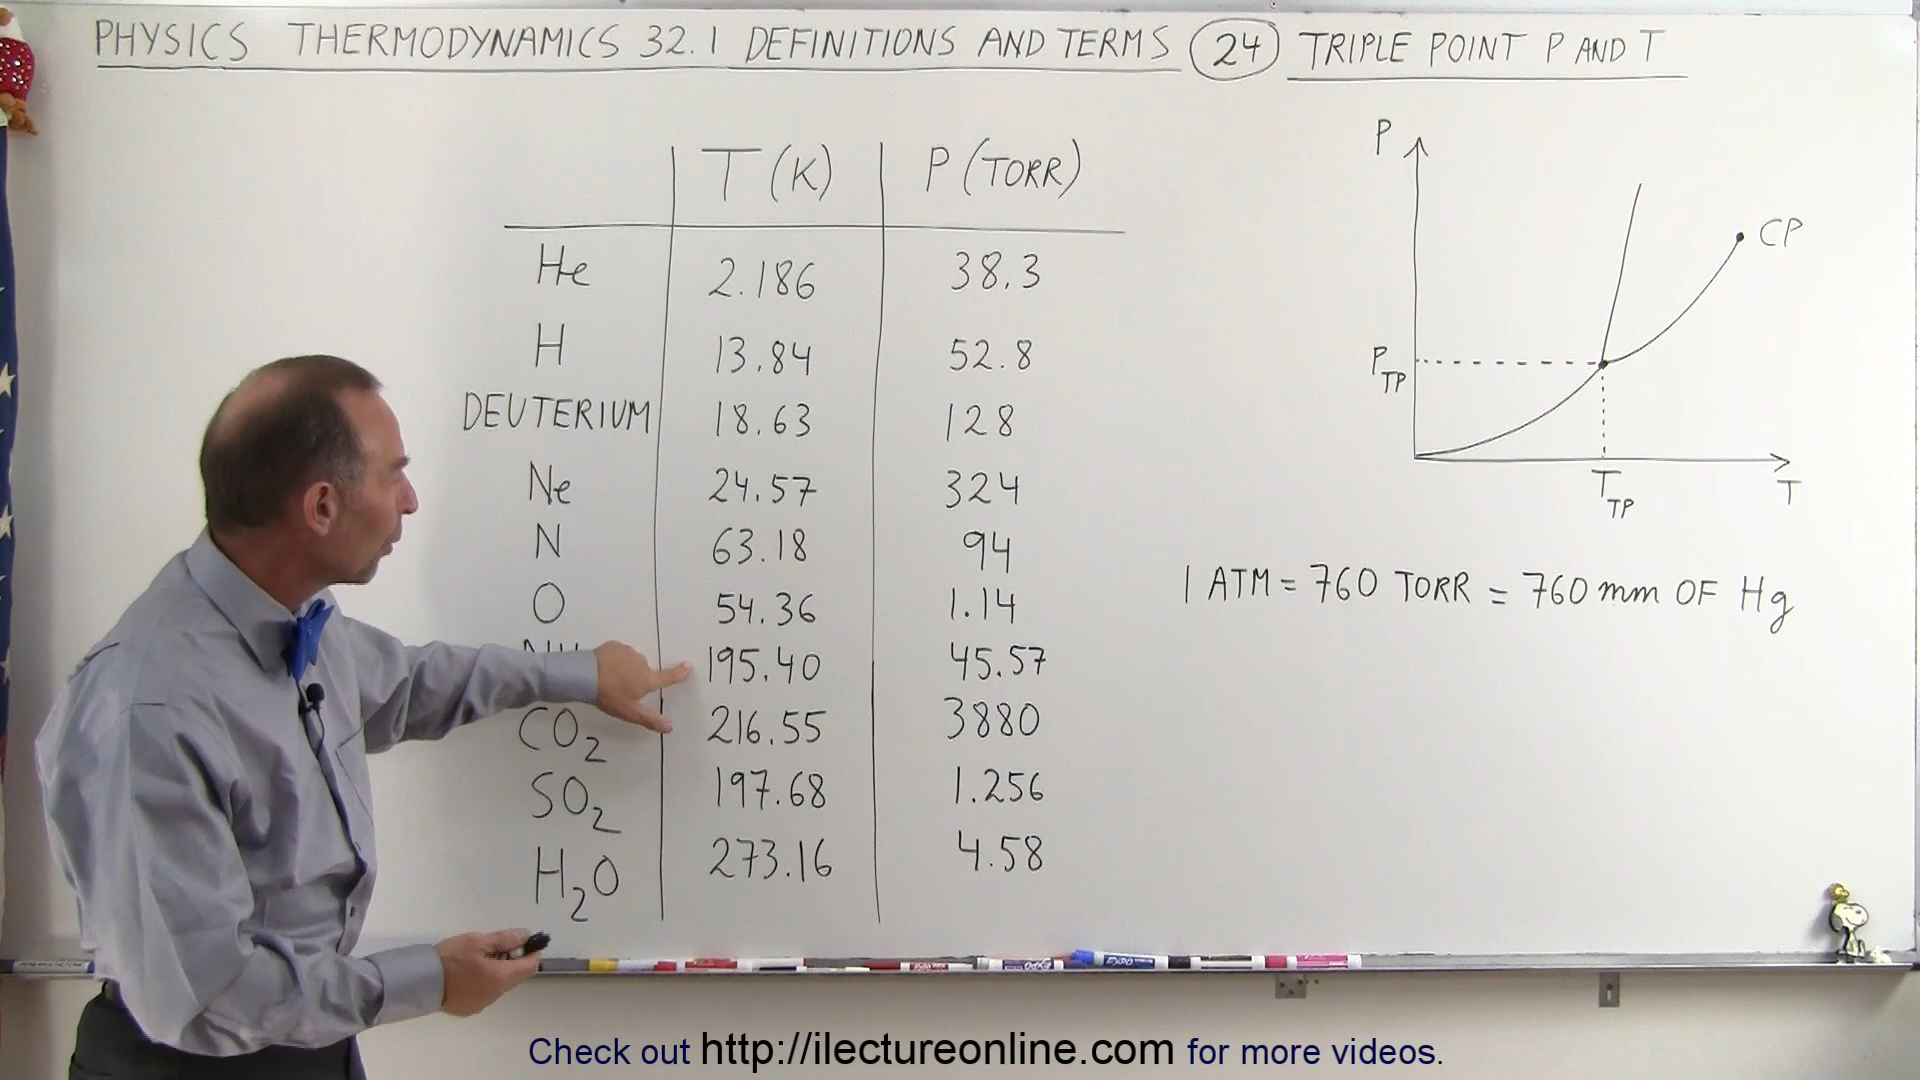 PHYSICS THERMODYNAMICS 32.1 DEFINITIONS AND TERMS 24 TRIPLE POINT P AND T
T (K) P (TORR)
He 2.186 38.3
H 13.84 52.8
DEUTERIUM 18.63 128
Ne 24.57 324
N 63.18 94
O 54.36 1.14
195.40 45.57
CO2 216.55 3880
SO2 197.68 1.256
H2O 273.16 4.58
P
CP
PTP
TTP
T
1 ATM = 760 TORR = 760 mm OF Hg
EXPO
Check out http://ilectureonline.com for more videos.